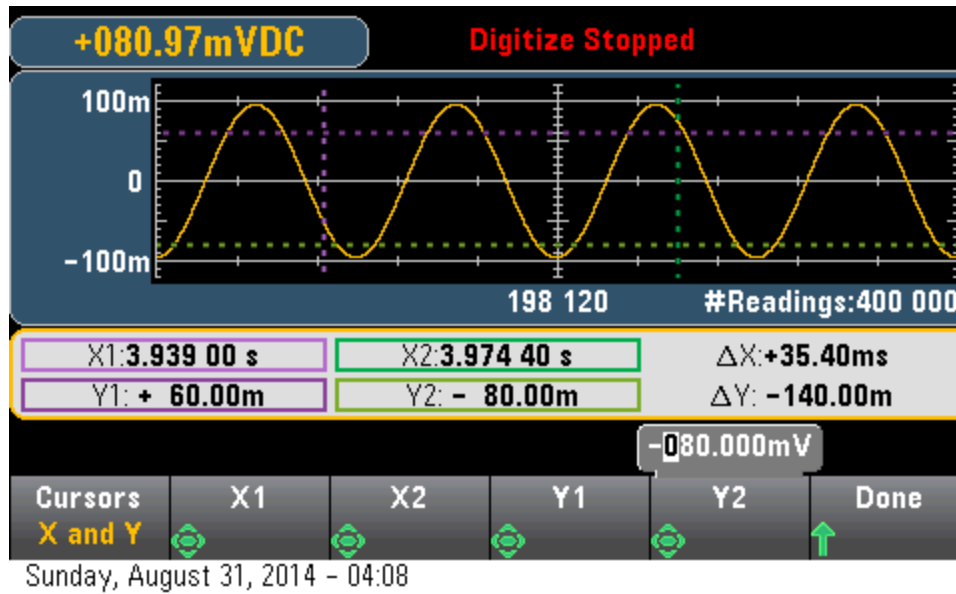 +080.97mVDC Digitize Stopped
100m
0
-100m
198 120 #Readings:400 000
X1:3.939 00 s X2:3.974 40 s ΔX:+35.40ms
Y1: + 60.00m Y2: - 80.00m ΔY: -140.00m
-080.000mV
Cursors X1 X2 Y1 Y2 Done
X and Y
Sunday, August 31, 2014 - 04:08